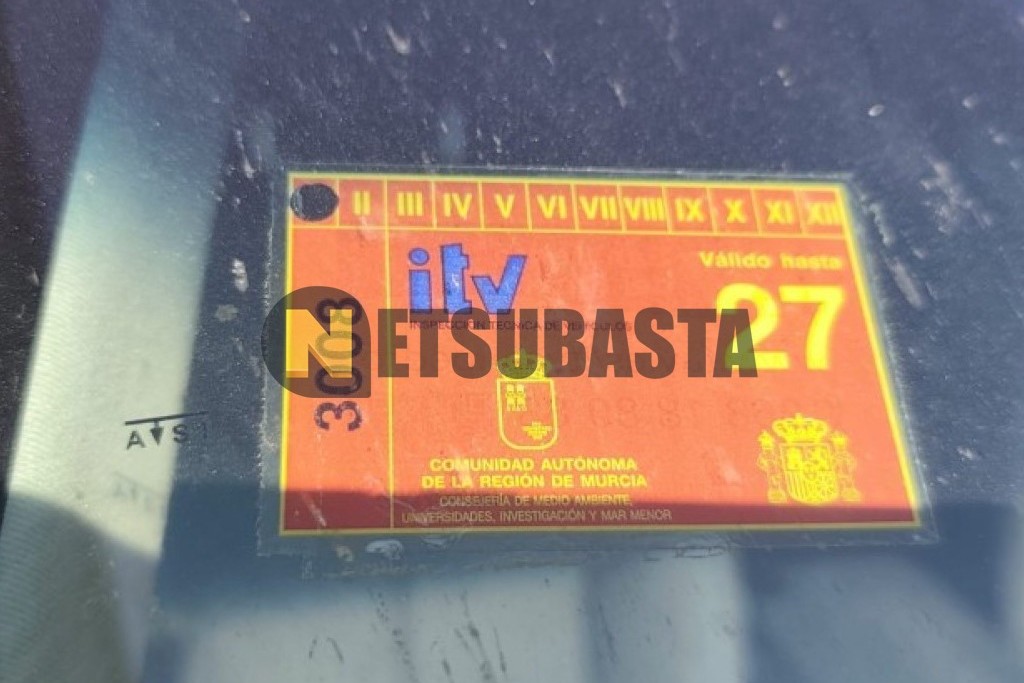 II III IV V VI VII VIII IX X XI XII
itv
Válido hasta
27
INSPECCIÓN TÉCNICA DE VEHÍCULOS
NETSUBASTA
COMUNIDAD AUTÓNOMA
DE LA REGIÓN DE MURCIA
CONSEJERÍA DE MEDIO AMBIENTE,
UNIVERSIDADES, INVESTIGACIÓN Y MAR MENOR